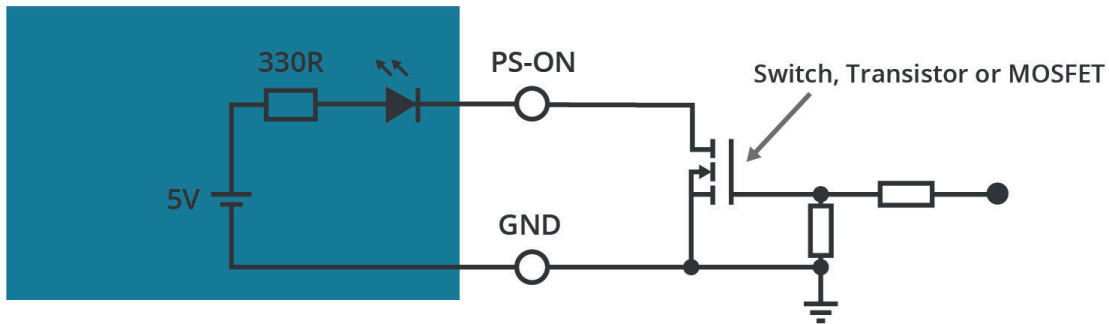 330R
PS-ON
Switch, Transistor or MOSFET
5V
GND